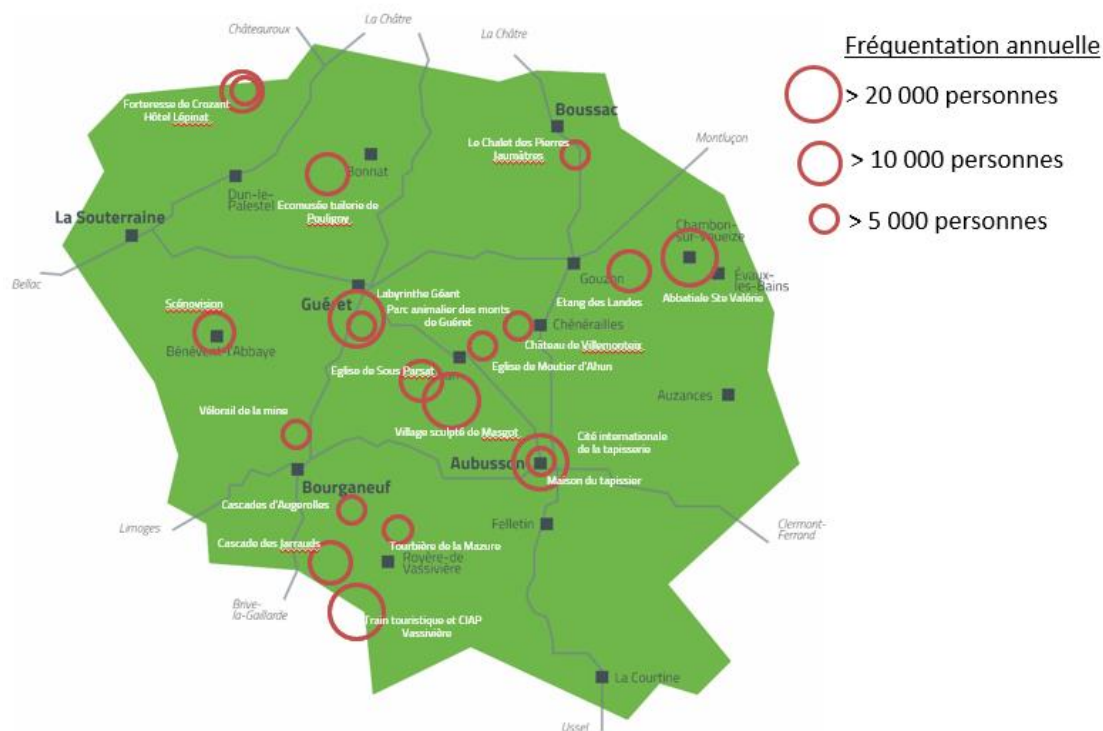 Fréquentation annuelle
> 20 000 personnes
> 10 000 personnes
> 5 000 personnes
Châteauroux
La Châtre
La Châtre
Forteresse de Crozant
Hôtel Lépinat
Boussac
Le Chalet des Pierres
Jaumâtres
Montluçon
Bonnat
Dun-le-
Palestel
Ecomusée tuilerie de
Pouligny
La Souterraine
Chambon-
sur-Voueize
Gouzon
Évaux-
les-Bains
Bellac
Etang des Landes
Abbatiale Ste Valérie
Labyrinthe Géant
Guéret
Parc animalier des monts
de Guéret
Scénovision
Bénévent-l'Abbaye
Chénérailles
Château de Villemonteix
Eglise de Moutier d'Ahun
Eglise de Sous Parsat
Auzances
Vélorail de la mine
Village sculpté de Masgot
Cité internationale
de la tapisserie
Aubusson
Maison du tapissier
Bourganeuf
Cascades d'Augerolles
Limoges
Felletin
Clermont-
Ferrand
Cascade des Jarrauds
Tourbière de la Mazure
Royère-de-
Vassivière
Brive-
la-Gaillarde
Train touristique et CIAP
Vassivière
La Courtine
Ussel